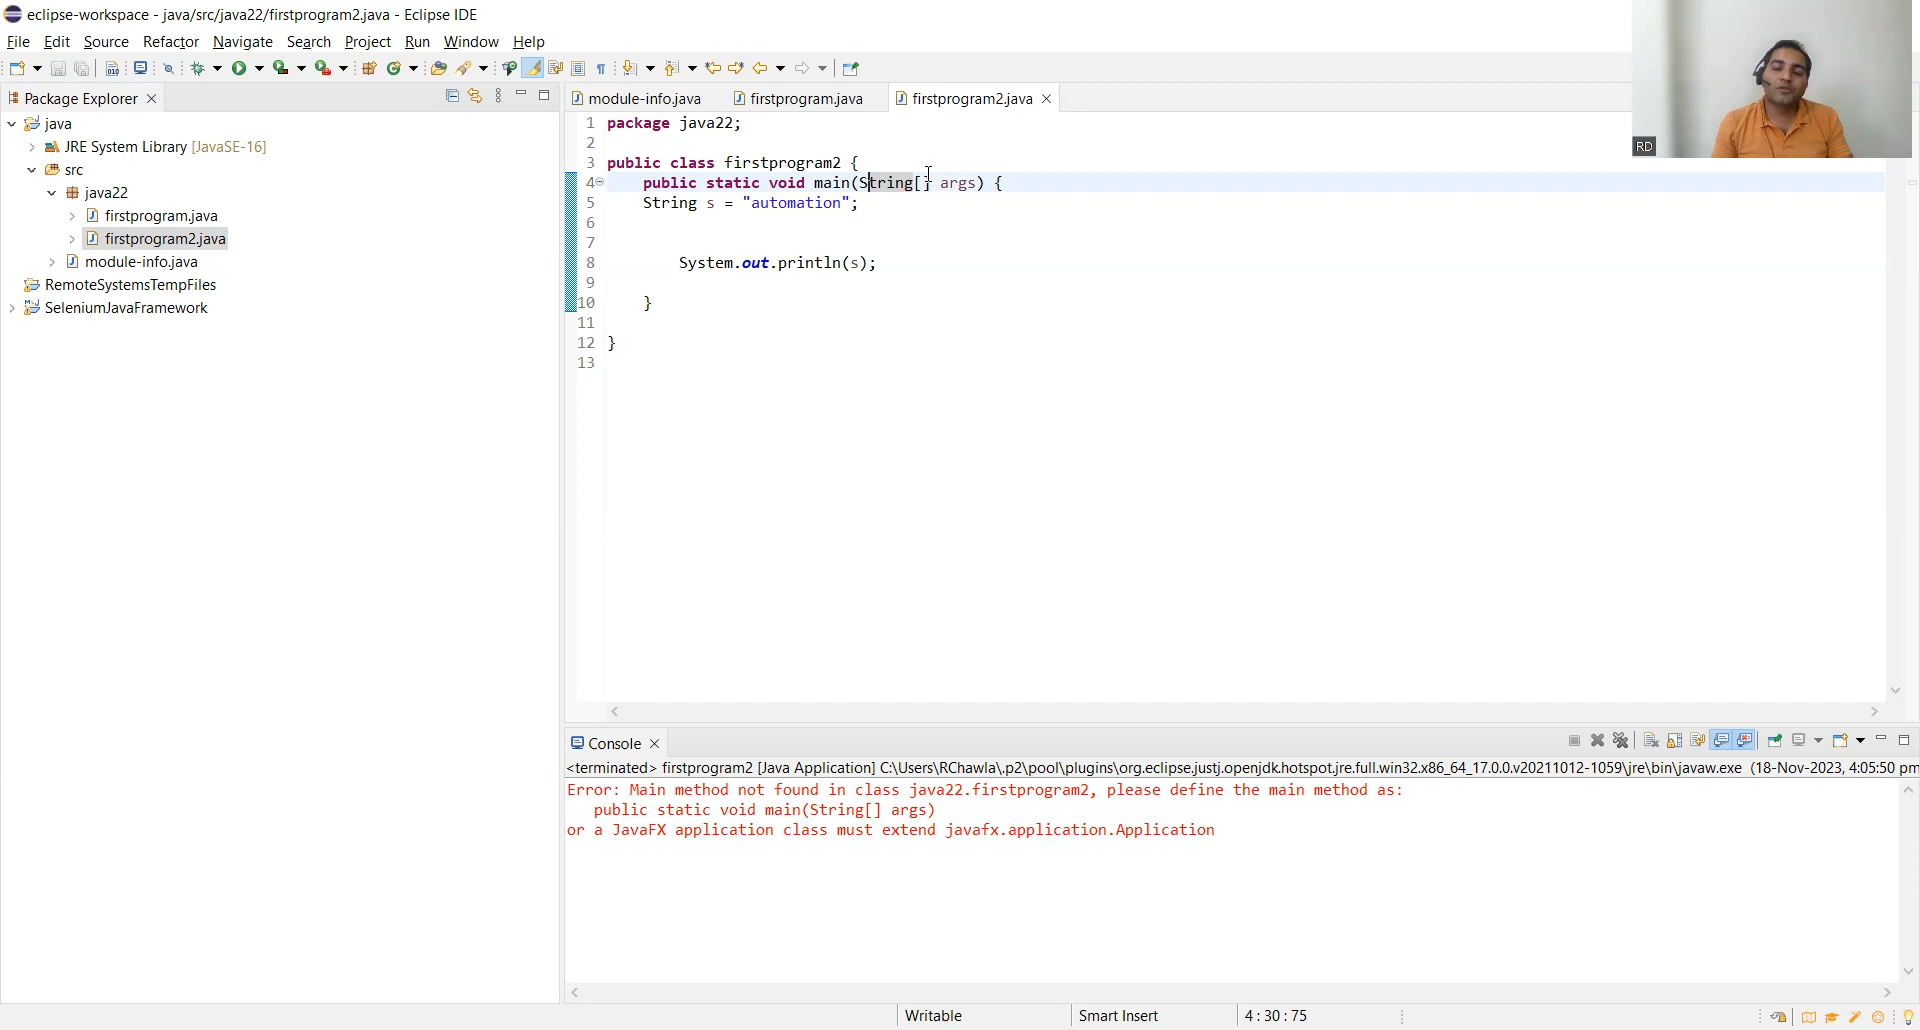 eclipse-workspace - java/src/java22/firstprogram2.java - Eclipse IDE
File Edit Source Refactor Navigate Search Project Run Window Help
Package Explorer
java
JRE System Library [JavaSE-16]
src
java22
firstprogram.java
firstprogram2.java
module-info.java
RemoteSystemsTempFiles
SeleniumJavaFramework
module-info.java firstprogram.java firstprogram2.java
1 package java22;
2
3 public class firstprogram2 {
4 public static void main(String[] args) {
5 String s = "automation";
6
7
8 System.out.println(s);
9
10 }
11
12 }
13
RD
Console
<terminated> firstprogram2 [Java Application] C:\Users\RChawla\.p2\pool\plugins\org.eclipse.justj.openjdk.hotspot.jre.full.win32.x86_64_17.0.0.v20211012-1059\jre\bin\javaw.exe (18-Nov-2023, 4:05:50 pm
Error: Main method not found in class java22.firstprogram2, please define the main method as:
public static void main(String[] args)
or a JavaFX application class must extend javafx.application.Application
Writable Smart Insert 4 : 30 : 75